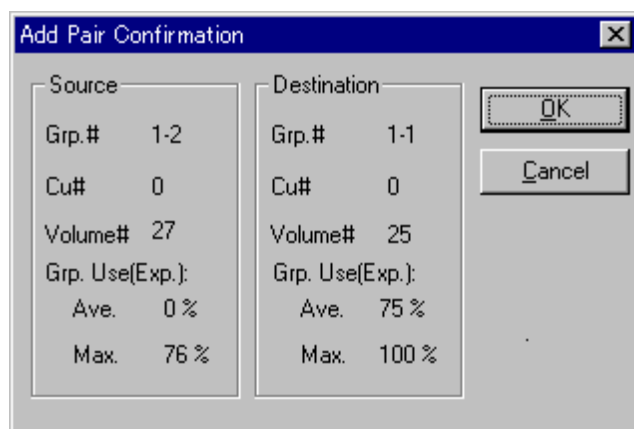 Add Pair Confirmation
Source
Grp.# 1-2
Cu# 0
Volume# 27
Grp. Use(Exp.):
Ave. 0 %
Max. 76 %
Destination
Grp.# 1-1
Cu# 0
Volume# 25
Grp. Use(Exp.):
Ave. 75 %
Max. 100 %
OK
Cancel